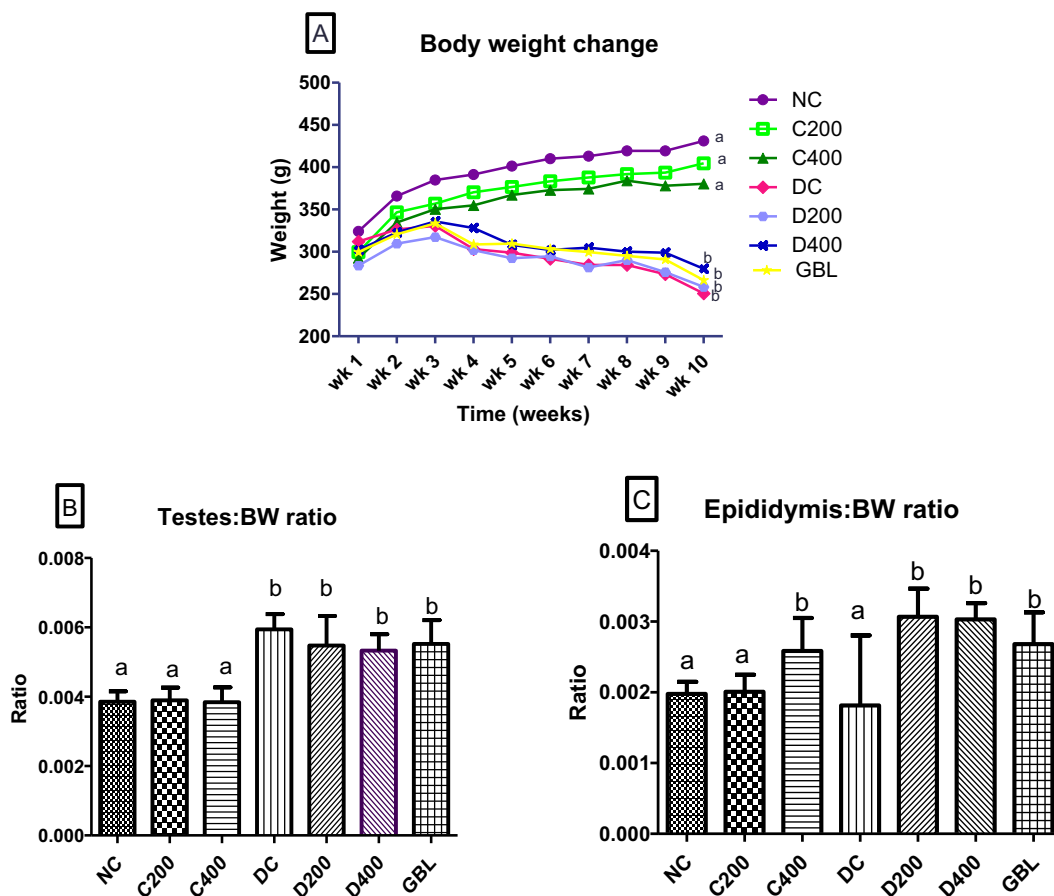 A
Body weight change
500
450
400
350
300
250
200
Weight (g)
a
a
a
b
b
b
b
NC
C200
C400
DC
D200
D400
GBL
wk 1
wk 2
wk 3
wk 4
wk 5
wk 6
wk 7
wk 8
wk 9
wk 10
Time (weeks)
B
Testes:BW ratio
0.008
0.006
0.004
0.002
0.000
Ratio
a
a
a
b
b
b
b
NC
C200
C400
DC
D200
D400
GBL
C
Epididymis:BW ratio
0.004
0.003
0.002
0.001
0.000
Ratio
a
a
b
a
b
b
b
NC
C200
C400
DC
D200
D400
GBL